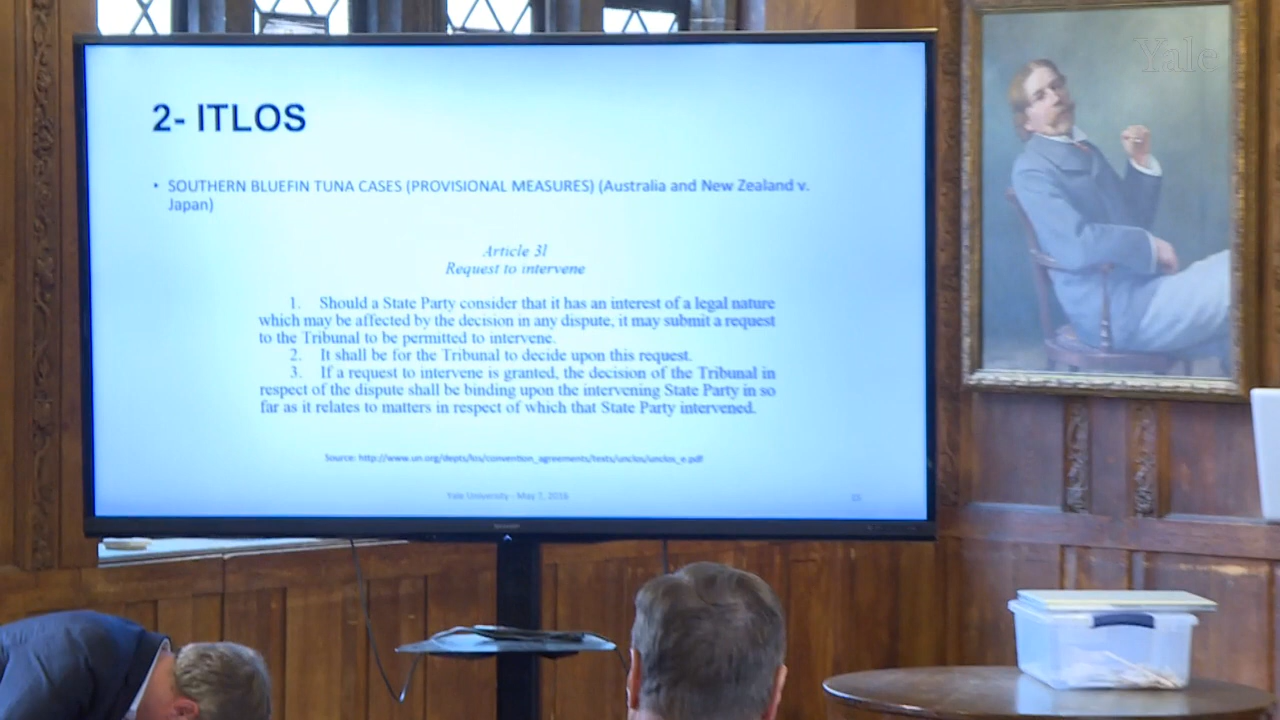 Yale
2- ITLOS
• SOUTHERN BLUEFIN TUNA CASES (PROVISIONAL MEASURES) (Australia and New Zealand v.
Japan)
Article 31
Request to intervene
1. Should a State Party consider that it has an interest of a legal nature
which may be affected by the decision in any dispute, it may submit a request
to the Tribunal to be permitted to intervene.
2. It shall be for the Tribunal to decide upon this request.
3. If a request to intervene is granted, the decision of the Tribunal in
respect of the dispute shall be binding upon the intervening State Party in so
far as it relates to matters in respect of which that State Party intervened.
Source: http://www.un.org/depts/los/convention_agreements/texts/unclos/unclos_e.pdf
Yale University - May 7, 2016
SHARP